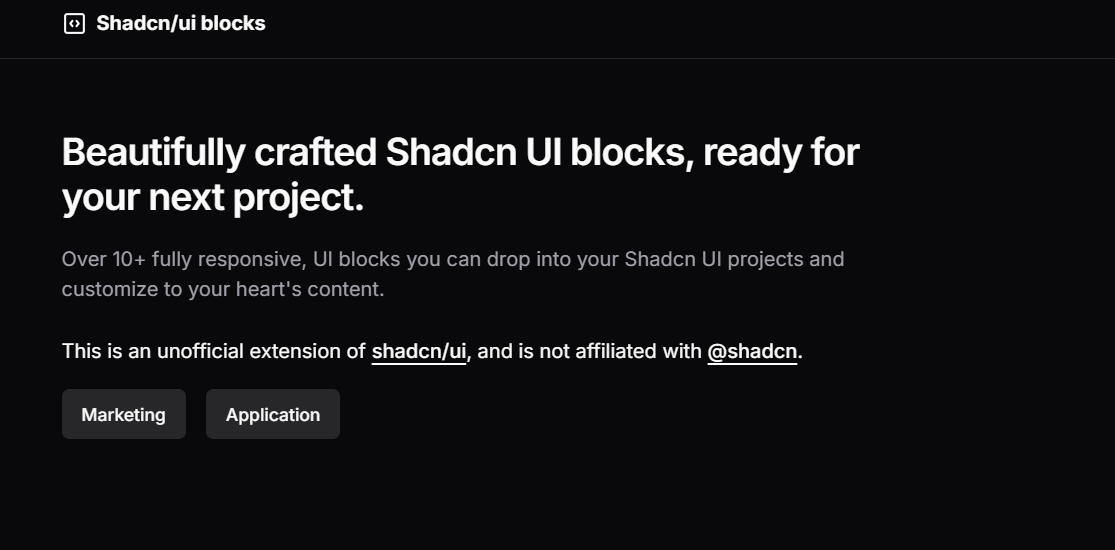 Shadcn/ui blocks
Beautifully crafted Shadcn UI blocks, ready for
your next project.
Over 10+ fully responsive, UI blocks you can drop into your Shadcn UI projects and
customize to your heart's content.
This is an unofficial extension of shadcn/ui, and is not affiliated with @shadcn.
Marketing Application